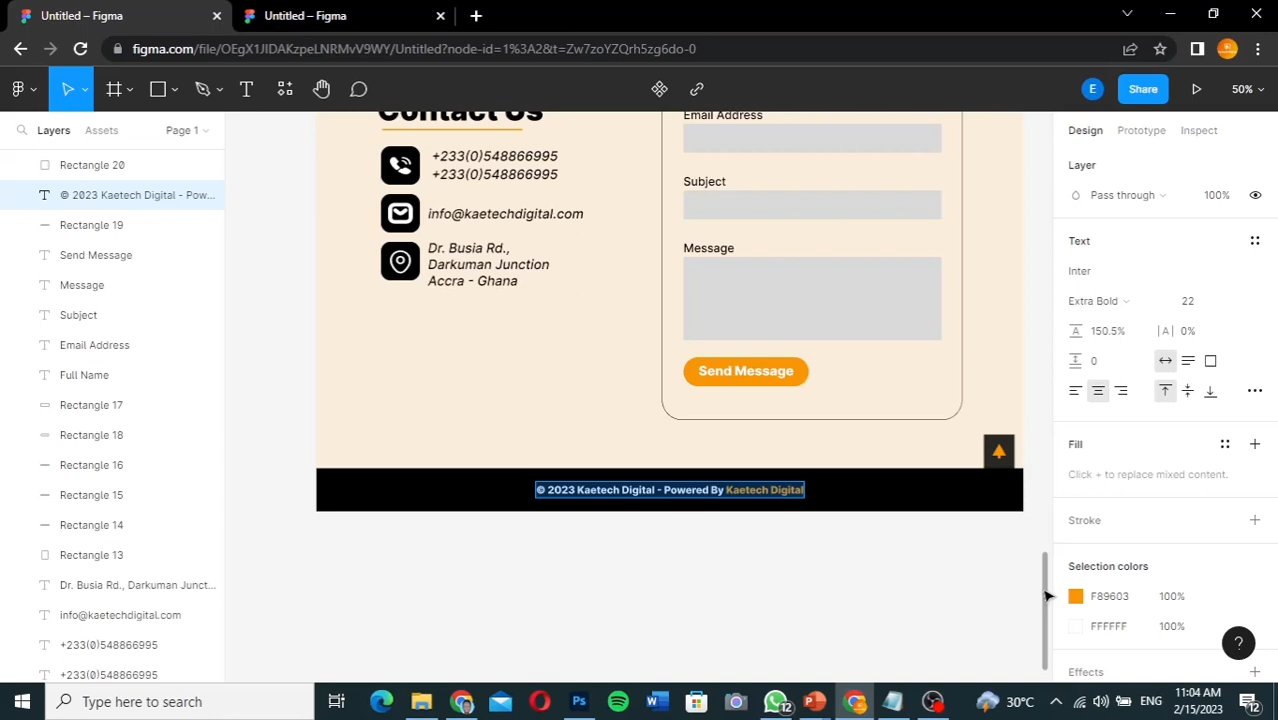 Untitled – Figma
Untitled – Figma
figma.com/file/OEgX1JIDAKzpeLNRMvV9WY/Untitled?node-id=1%3A2&t=Zw7zoYZQrh5zg6do-0
E
Share
50%
Layers
Assets
Page 1
Rectangle 20
© 2023 Kaetech Digital - Pow...
Rectangle 19
Send Message
Message
Subject
Email Address
Full Name
Rectangle 17
Rectangle 18
Rectangle 16
Rectangle 15
Rectangle 14
Rectangle 13
Dr. Busia Rd., Darkuman Junct...
info@kaetechdigital.com
+233(0)548866995
+233(0)548866995
Contact Us
+233(0)548866995
+233(0)548866995
info@kaetechdigital.com
Dr. Busia Rd.,
Darkuman Junction
Accra - Ghana
Email Address
Subject
Message
Send Message
© 2023 Kaetech Digital - Powered By Kaetech Digital
Design
Prototype
Inspect
Layer
Pass through
100%
Text
Inter
Extra Bold
22
150.5%
|A| 0%
0
Fill
Click + to replace mixed content.
Stroke
Selection colors
F89603 100%
FFFFFF 100%
?
Effects
Type here to search
12
30°C
ENG
11:04 AM
2/15/2023
12